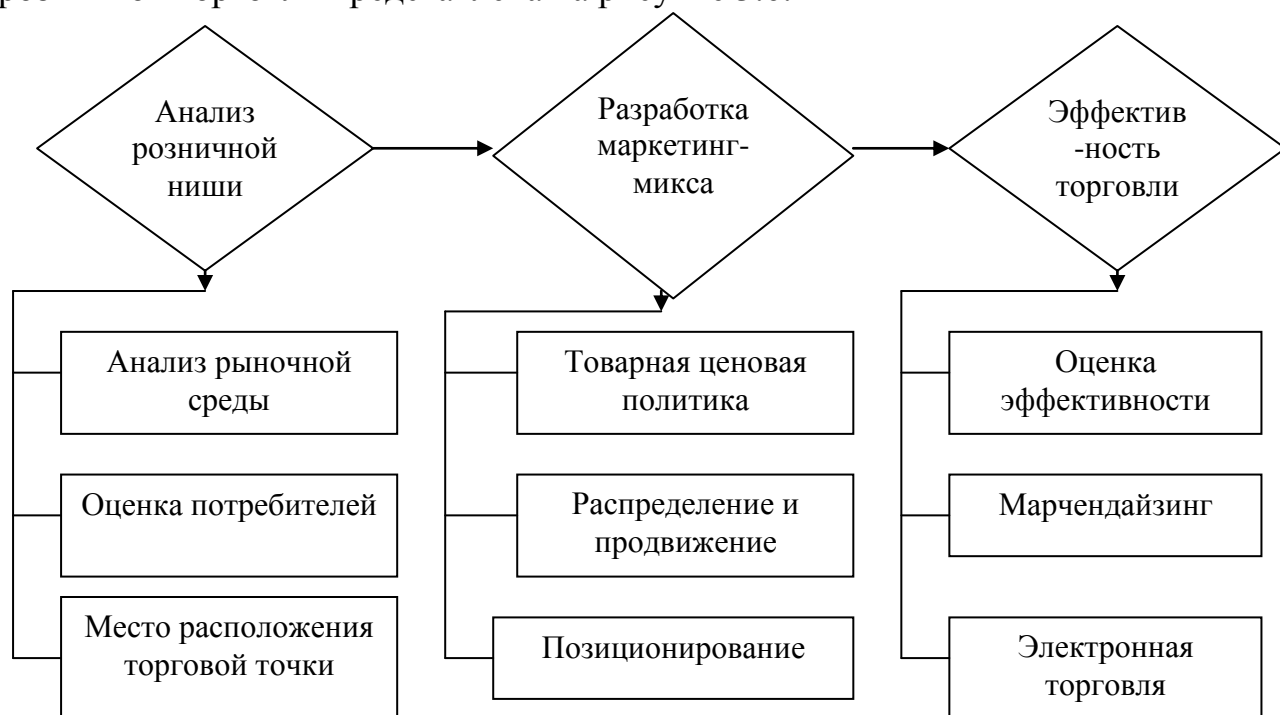 Анализ
розничной
ниши
Разработка
маркетинг-
микса
Эффектив
-ность
торговли
Анализ рыночной
среды
Оценка потребителей
Место расположения
торговой точки
Товарная ценовая
политика
Распределение и
продвижение
Позиционирование
Оценка
эффективности
Марчендайзинг
Электронная
торговля